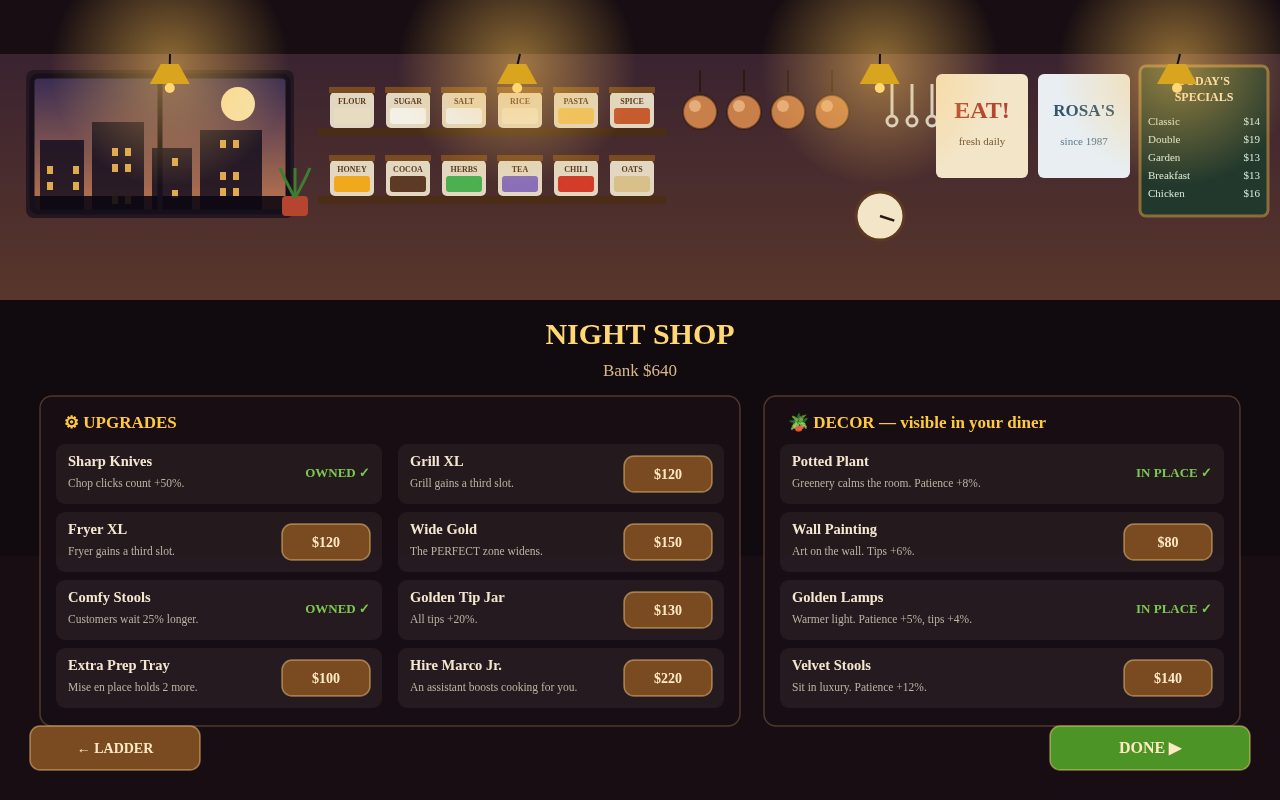 FLOUR
SUGAR
SALT
RICE
PASTA
SPICE
HONEY
COCOA
HERBS
TEA
CHILI
OATS
EAT!
fresh daily
ROSA'S
since 1987
DAY'S
SPECIALS
Classic $14
Double $19
Garden $13
Breakfast $13
Chicken $16
NIGHT SHOP
Bank $640
⚙ UPGRADES
Sharp Knives
Chop clicks count +50%.
OWNED ✓
Grill XL
Grill gains a third slot.
$120
Fryer XL
Fryer gains a third slot.
$120
Wide Gold
The PERFECT zone widens.
$150
Comfy Stools
Customers wait 25% longer.
OWNED ✓
Golden Tip Jar
All tips +20%.
$130
Extra Prep Tray
Mise en place holds 2 more.
$100
Hire Marco Jr.
An assistant boosts cooking for you.
$220
🪴 DECOR — visible in your diner
Potted Plant
Greenery calms the room. Patience +8%.
IN PLACE ✓
Wall Painting
Art on the wall. Tips +6%.
$80
Golden Lamps
Warmer light. Patience +5%, tips +4%.
IN PLACE ✓
Velvet Stools
Sit in luxury. Patience +12%.
$140
← LADDER
DONE ▶